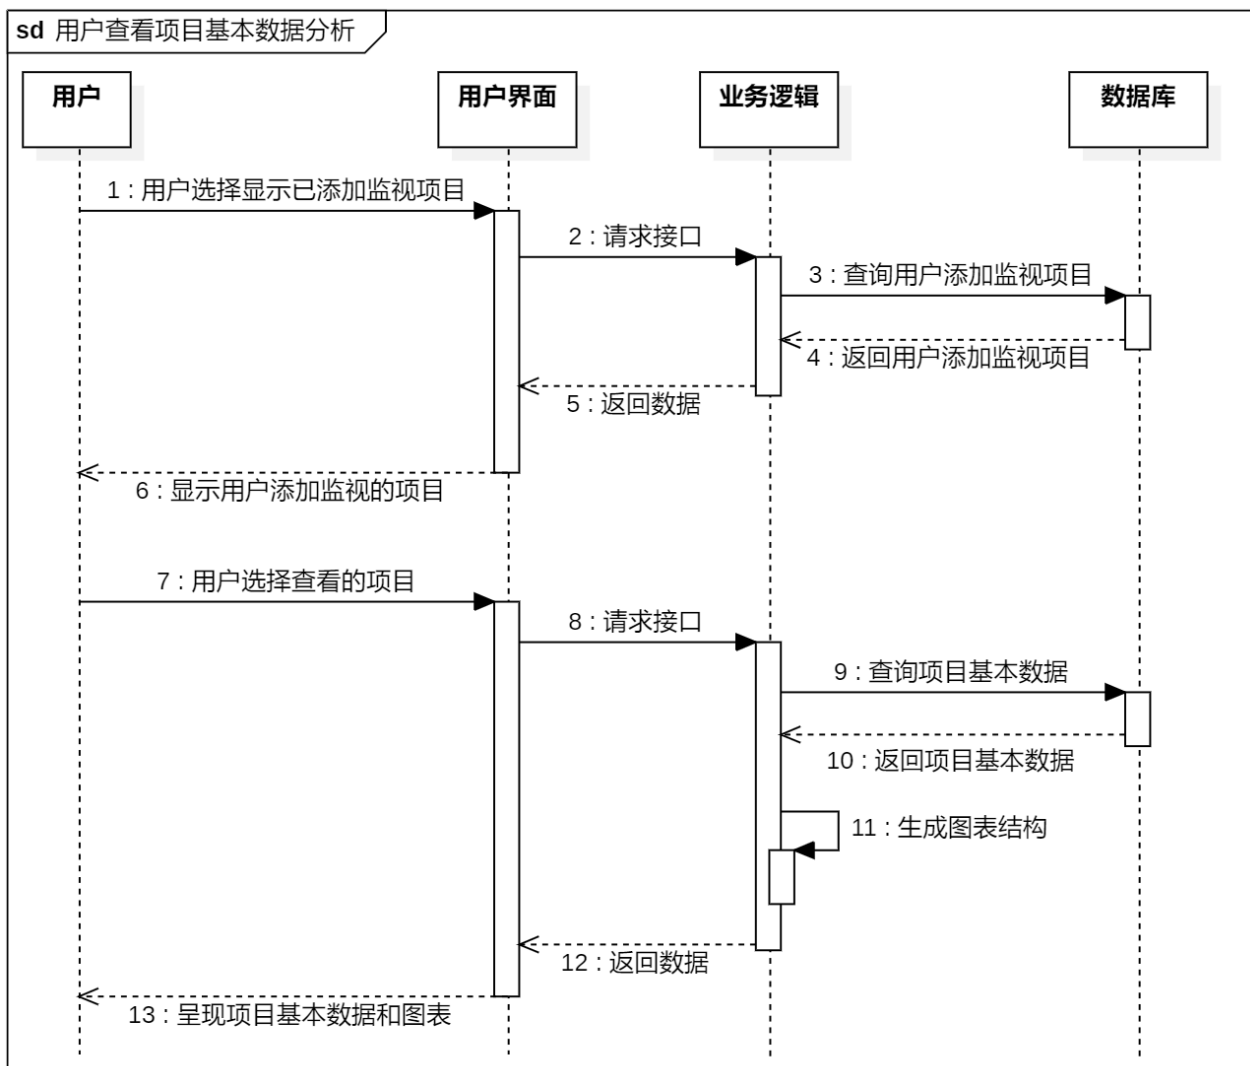 sd 用户查看项目基本数据分析
用户
用户界面
业务逻辑
数据库
1 : 用户选择显示已添加监视项目
2 : 请求接口
3 : 查询用户添加监视项目
4 : 返回用户添加监视项目
5 : 返回数据
6 : 显示用户添加监视的项目
7 : 用户选择查看的项目
8 : 请求接口
9 : 查询项目基本数据
10 : 返回项目基本数据
11 : 生成图表结构
12 : 返回数据
13 : 呈现项目基本数据和图表